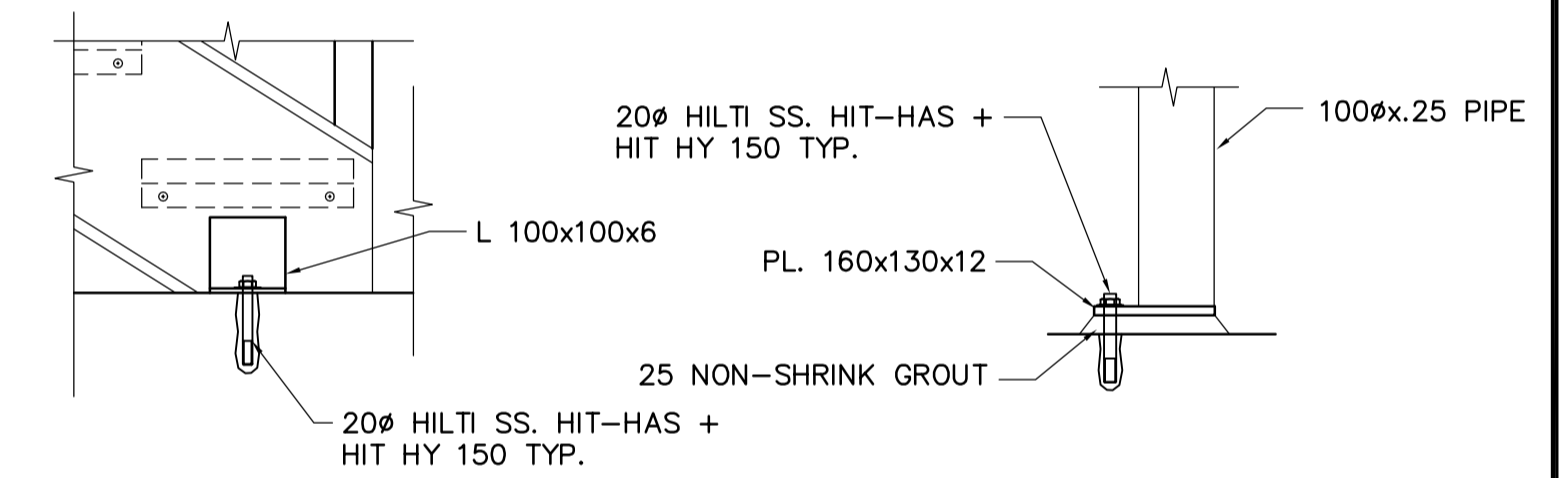 20ø HILTI SS. HIT-HAS +
HIT HY 150 TYP.
100øx.25 PIPE
L 100x100x6
PL. 160x130x12
25 NON-SHRINK GROUT
20ø HILTI SS. HIT-HAS +
HIT HY 150 TYP.